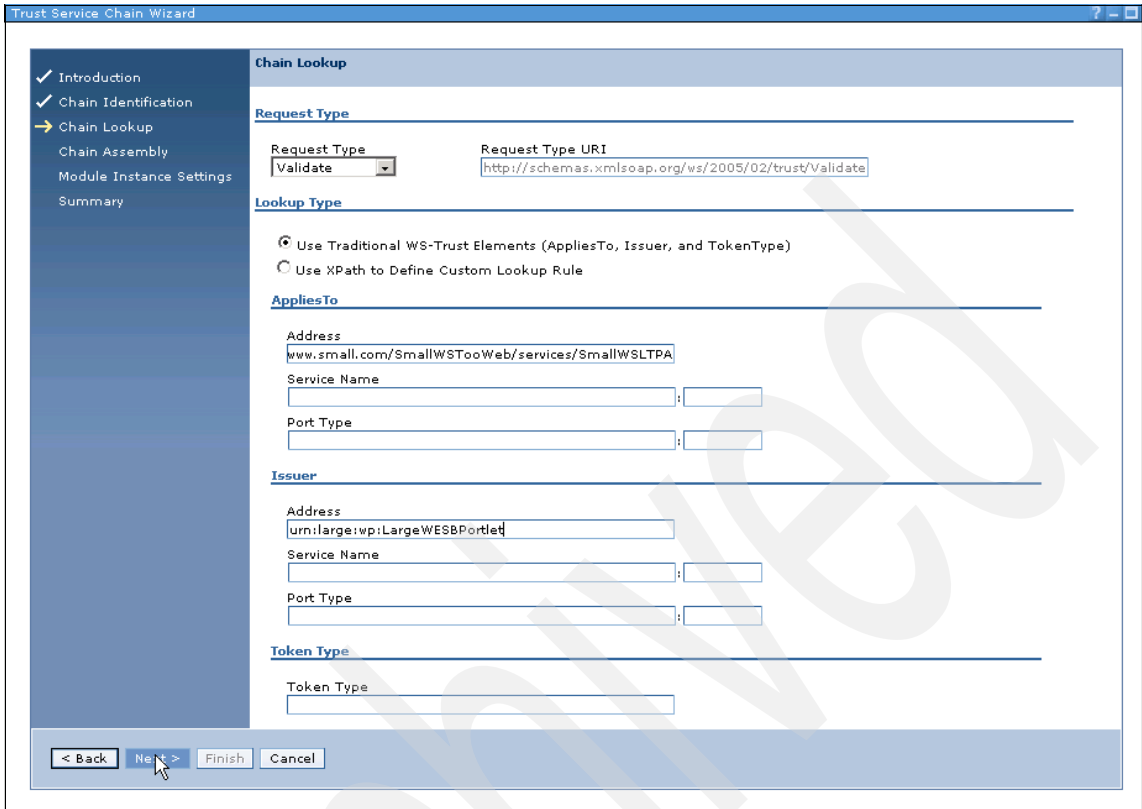 Trust Service Chain Wizard
Introduction
Chain Identification
Chain Lookup
Chain Assembly
Module Instance Settings
Summary
Chain Lookup
Request Type
Request Type Request Type URI
Validate http://schemas.xmlsoap.org/ws/2005/02/trust/Validate
Lookup Type
Use Traditional WS-Trust Elements (AppliesTo, Issuer, and TokenType)
Use XPath to Define Custom Lookup Rule
AppliesTo
Address
www.small.com/SmallWSTooWeb/services/SmallWSLTPA
Service Name
:
Port Type
:
Issuer
Address
urn:large:wp:LargeWESBPortlet
Service Name
:
Port Type
:
Token Type
Token Type
< Back Next > Finish Cancel